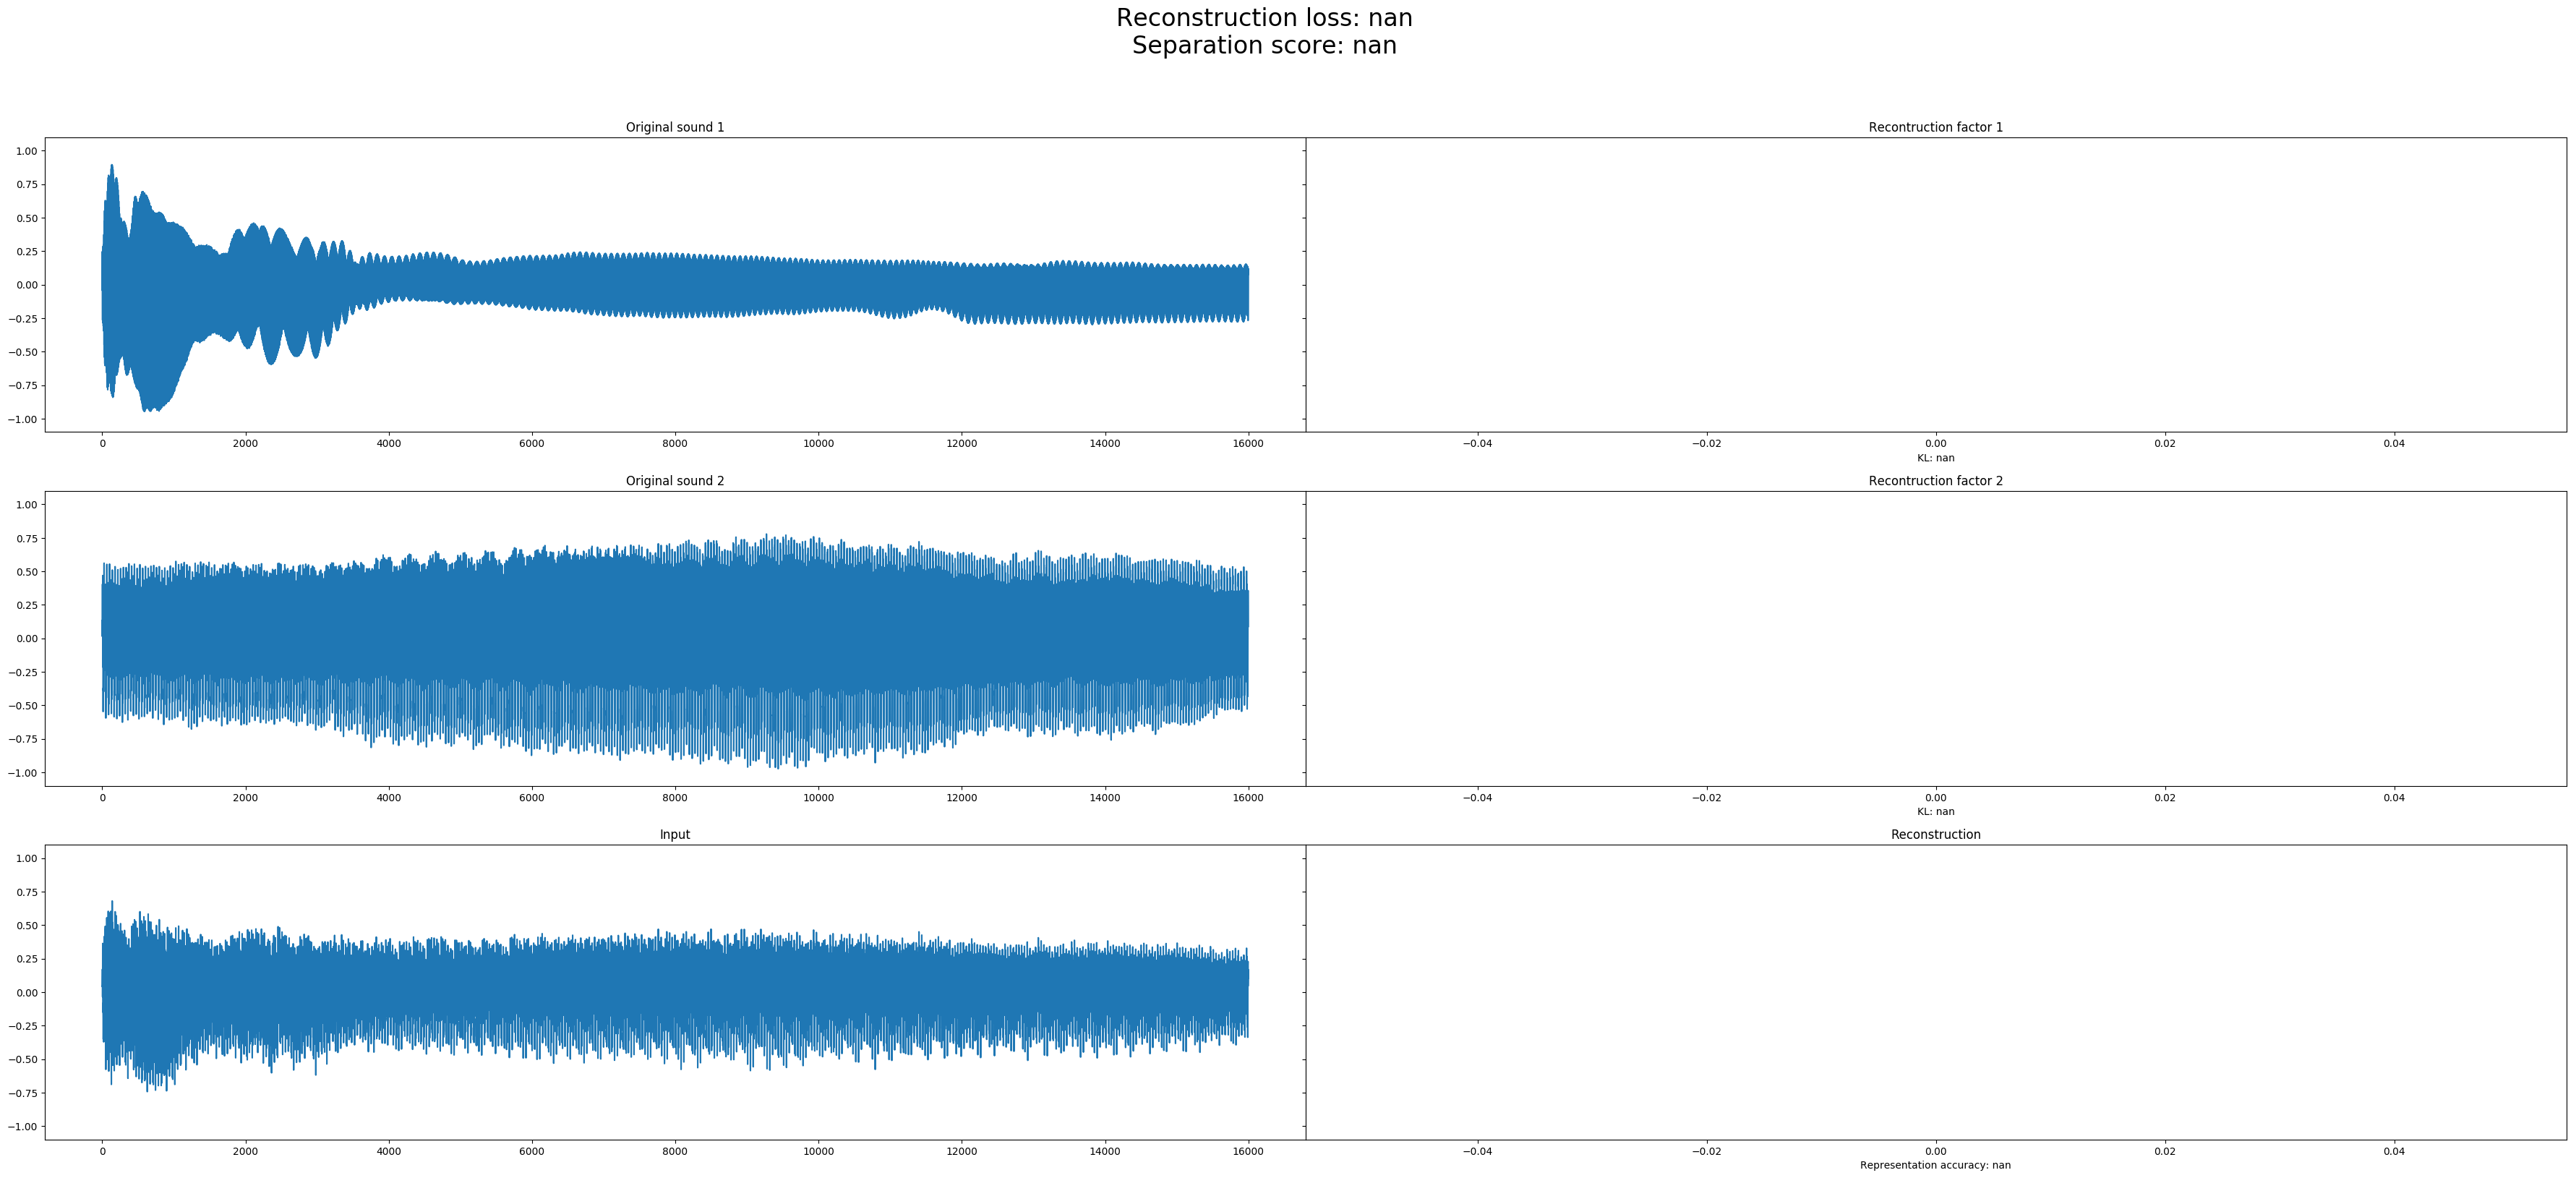 Reconstruction loss: nan
Separation score: nan
Original sound 1
Recontruction factor 1
1.00
0.75
0.50
0.25
0.00
−0.25
−0.50
−0.75
−1.00
0 2000 4000 6000 8000 10000 12000 14000 16000
−0.04 −0.02 0.00 0.02 0.04
KL: nan
Original sound 2
Recontruction factor 2
1.00
0.75
0.50
0.25
0.00
−0.25
−0.50
−0.75
−1.00
0 2000 4000 6000 8000 10000 12000 14000 16000
−0.04 −0.02 0.00 0.02 0.04
KL: nan
Input
Reconstruction
1.00
0.75
0.50
0.25
0.00
−0.25
−0.50
−0.75
−1.00
0 2000 4000 6000 8000 10000 12000 14000 16000
−0.04 −0.02 0.00 0.02 0.04
Representation accuracy: nan